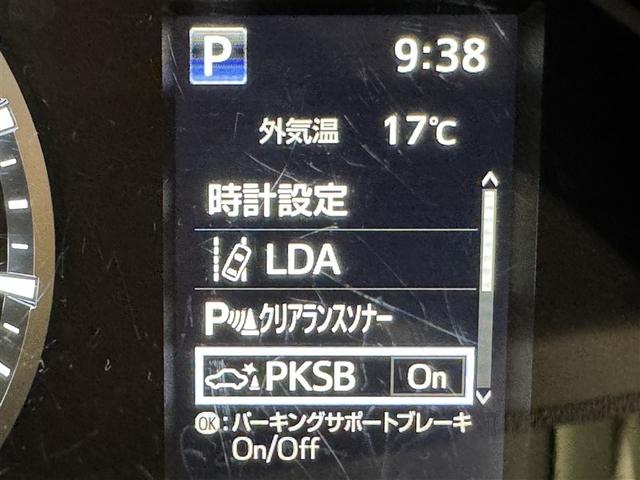 P 9:38
外気温 17℃
時計設定
LDA
Pクリアランスソナー
PKSB On
OK:パーキングサポートブレーキ
On/Off